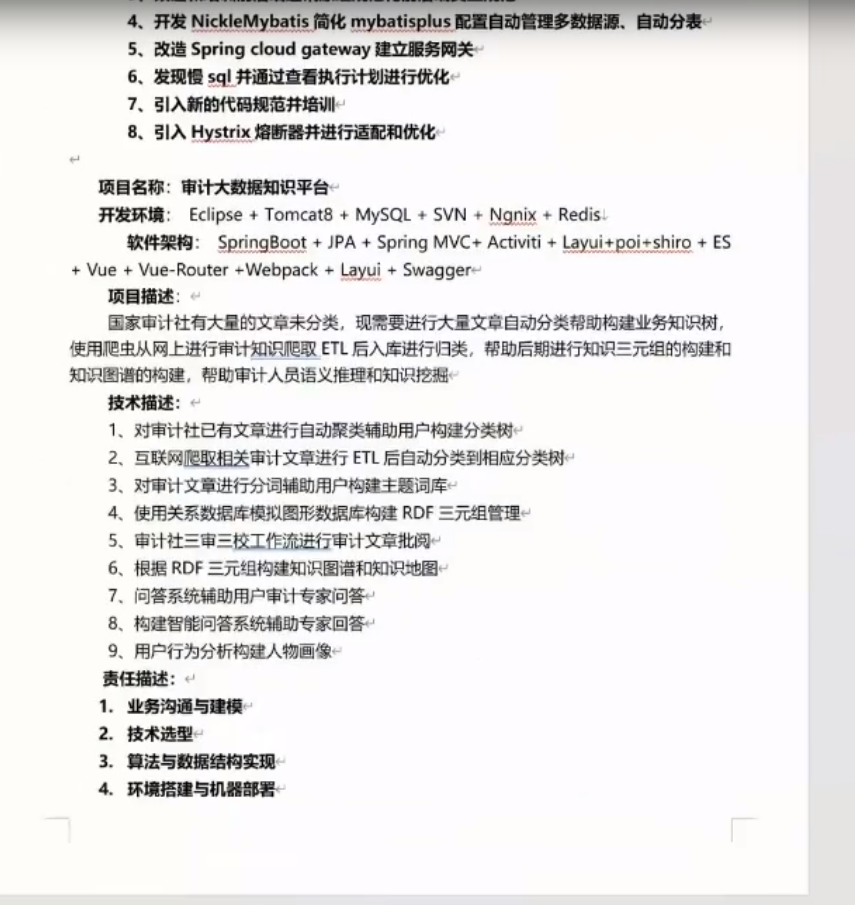 4、开发 NickleMybatis 简化 mybatisplus 配置自动管理多数据源、自动分表
5、改造 Spring cloud gateway 建立服务网关
6、发现慢 sql 并通过查看执行计划进行优化
7、引入新的代码规范并培训
8、引入 Hystrix 熔断器并进行适配和优化
项目名称：审计大数据知识平台
开发环境： Eclipse + Tomcat8 + MySQL + SVN + Ngnix + Redis
软件架构： SpringBoot + JPA + Spring MVC+ Activiti + Layui+poi+shiro + ES
+ Vue + Vue-Router +Webpack + Layui + Swagger
项目描述：
国家审计社有大量的文章未分类，现需要进行大量文章自动分类帮助构建业务知识树，
使用爬虫从网上进行审计知识爬取 ETL 后入库进行归类，帮助后期进行知识三元组的构建和
知识图谱的构建，帮助审计人员语义推理和知识挖掘
技术描述：
1、对审计社已有文章进行自动聚类辅助用户构建分类树
2、互联网爬取相关审计文章进行 ETL 后自动分类到相应分类树
3、对审计文章进行分词辅助用户构建主题词库
4、使用关系数据库模拟图形数据库构建 RDF 三元组管理
5、审计社三审三校工作流进行审计文章批阅
6、根据 RDF 三元组构建知识图谱和知识地图
7、问答系统辅助用户审计专家问答
8、构建智能问答系统辅助专家回答
9、用户行为分析构建人物画像
责任描述：
1. 业务沟通与建模
2. 技术选型
3. 算法与数据结构实现
4. 环境搭建与机器部署